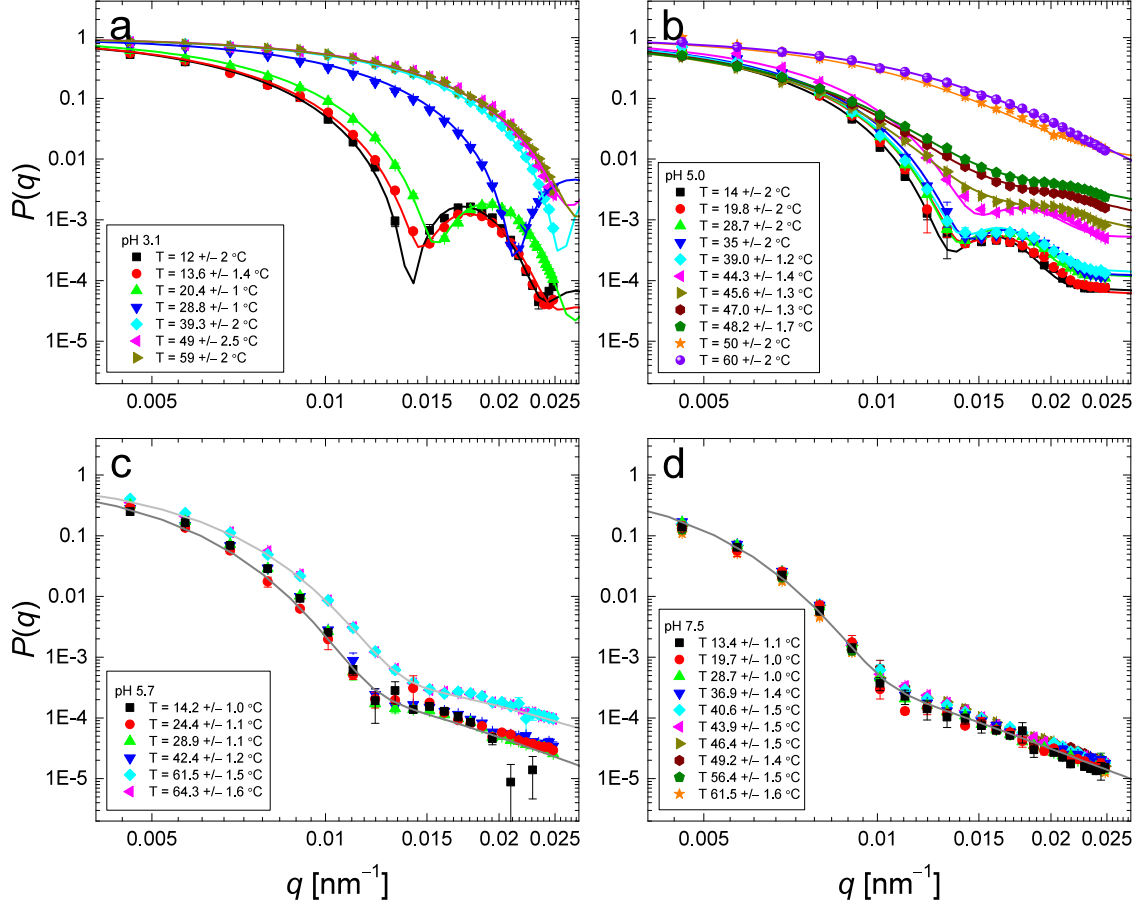 a
1
0.1
0.01
1E-3
1E-4
1E-5
P(q)
pH 3.1
T = 12 +/– 2 °C
T = 13.6 +/– 1.4 °C
T = 20.4 +/– 1 °C
T = 28.8 +/– 1 °C
T = 39.3 +/– 2 °C
T = 49 +/– 2.5 °C
T = 59 +/– 2 °C
0.005 0.01 0.015 0.02 0.025
b
1
0.1
0.01
1E-3
1E-4
1E-5
P(q)
pH 5.0
T = 14 +/– 2 °C
T = 19.8 +/– 2 °C
T = 28.7 +/– 2 °C
T = 35 +/– 2 °C
T = 39.0 +/– 1.2 °C
T = 44.3 +/– 1.4 °C
T = 45.6 +/– 1.3 °C
T = 47.0 +/– 1.3 °C
T = 48.2 +/– 1.7 °C
T = 50 +/– 2 °C
T = 60 +/– 2 °C
0.005 0.01 0.015 0.02 0.025
c
1
0.1
0.01
1E-3
1E-4
1E-5
P(q)
pH 5.7
T = 14.2 +/– 1.0 °C
T = 24.4 +/– 1.1 °C
T = 28.9 +/– 1.1 °C
T = 42.4 +/– 1.2 °C
T = 61.5 +/– 1.5 °C
T = 64.3 +/– 1.6 °C
0.005 0.01 0.015 0.02 0.025
q [nm⁻¹]
d
1
0.1
0.01
1E-3
1E-4
1E-5
P(q)
pH 7.5
T 13.4 +/– 1.1 °C
T 19.7 +/– 1.0 °C
T 28.7 +/– 1.0 °C
T 36.9 +/– 1.4 °C
T 40.6 +/– 1.5 °C
T 43.9 +/– 1.5 °C
T 46.4 +/– 1.5 °C
T 49.2 +/– 1.4 °C
T 56.4 +/– 1.5 °C
T 61.5 +/– 1.6 °C
0.005 0.01 0.015 0.02 0.025
q [nm⁻¹]